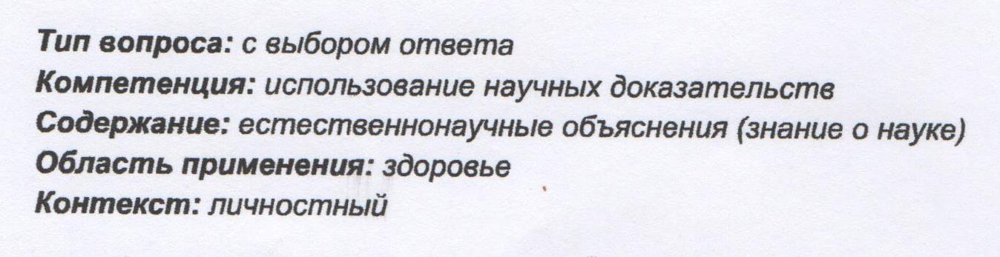 Тип вопроса: с выбором ответа
Компетенция: использование научных доказательств
Содержание: естественнонаучные объяснения (знание о науке)
Область применения: здоровье
Контекст: личностный